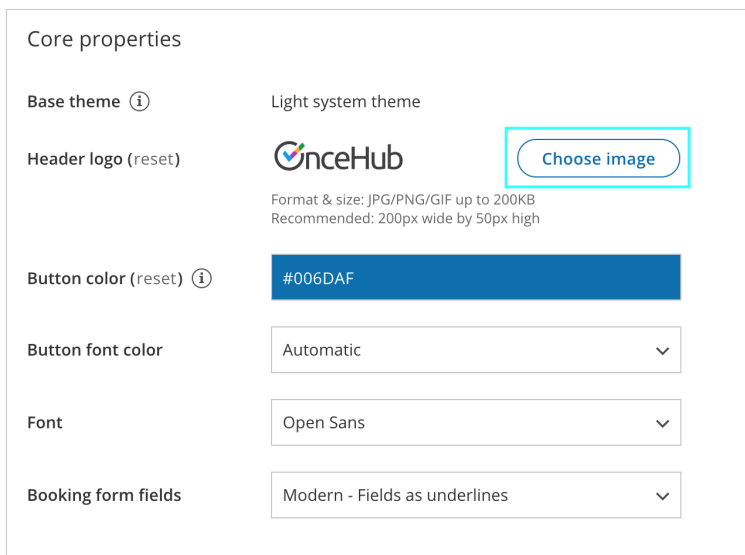 Core properties
Base theme i Light system theme
Header logo (reset) OnceHub Choose image
Format & size: JPG/PNG/GIF up to 200KB
Recommended: 200px wide by 50px high
Button color (reset) i #006DAF
Button font color Automatic
Font Open Sans
Booking form fields Modern - Fields as underlines